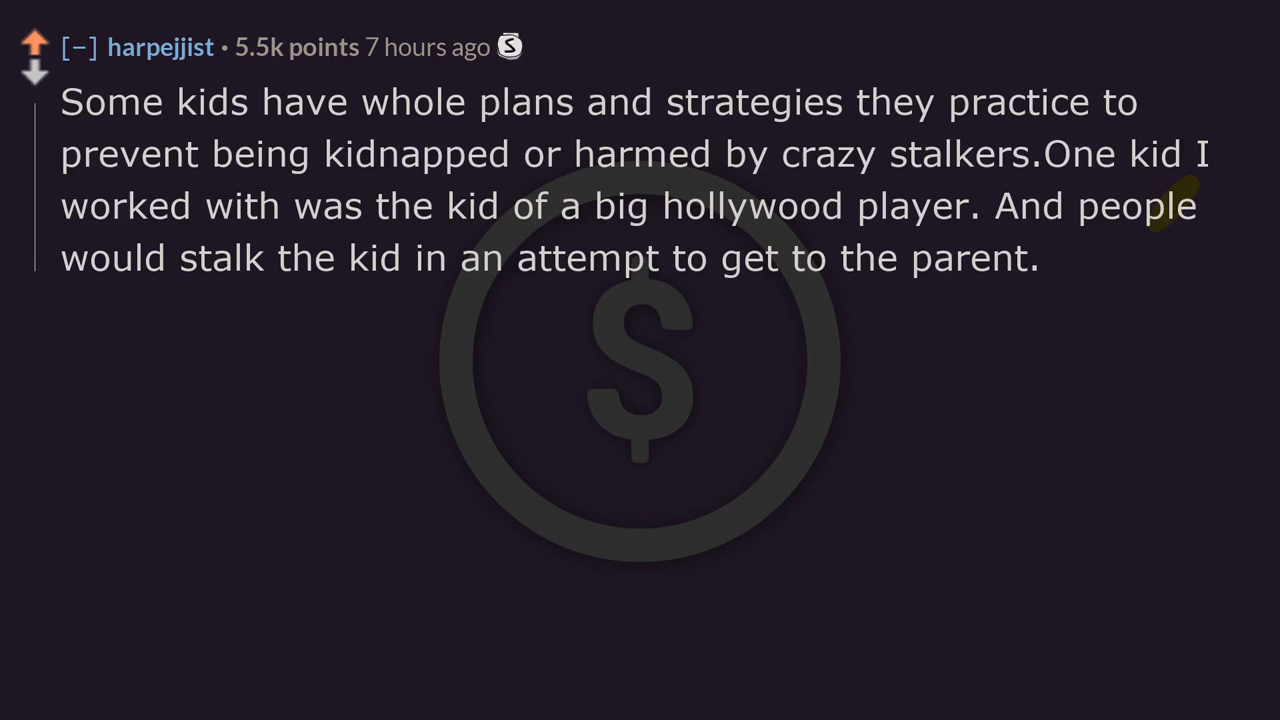 [–] harpejjist • 5.5k points 7 hours ago S
Some kids have whole plans and strategies they practice to
prevent being kidnapped or harmed by crazy stalkers.One kid I
worked with was the kid of a big hollywood player. And people
would stalk the kid in an attempt to get to the parent.
$